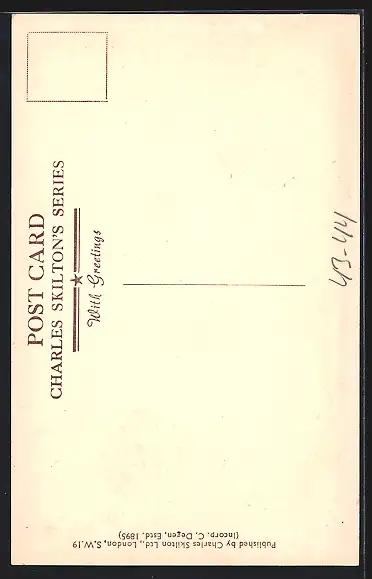 POST CARD
CHARLES SKILTON'S SERIES
With Greetings
43-44
Published by Charles Skilton Ltd., London, S.W.19
(Incorp. C. Degen, Estd. 1895)